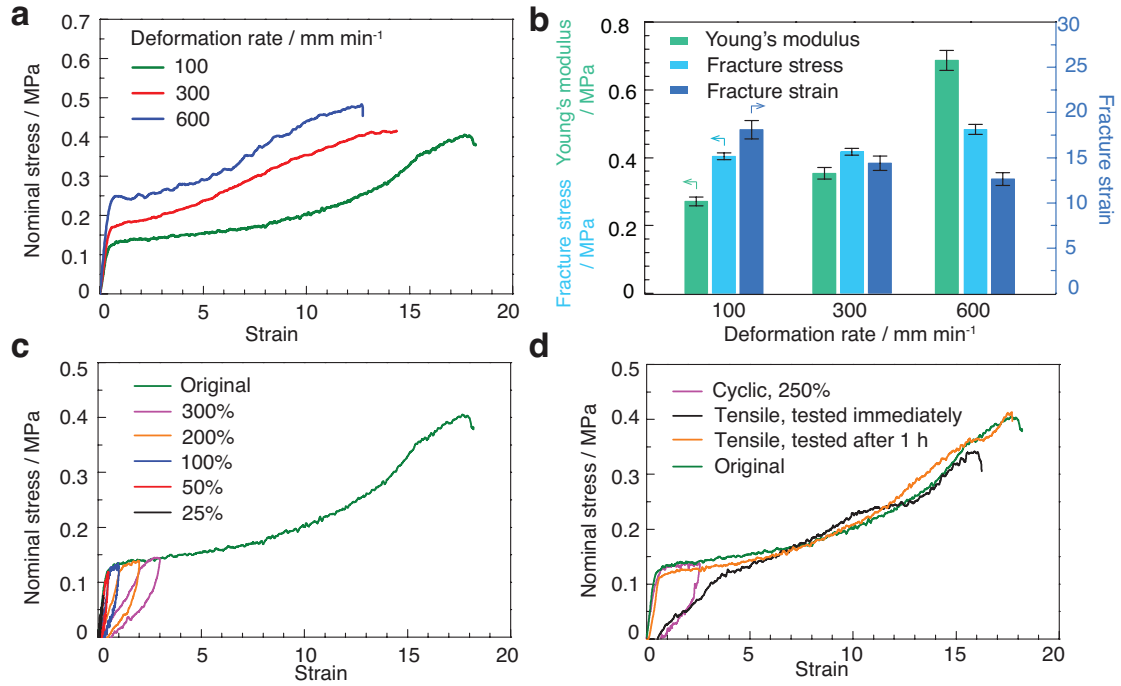 a
0.7
0.6
0.5
0.4
0.3
0.2
0.1
0
Nominal stress / MPa
Deformation rate / mm min⁻¹
100
300
600
0 5 10 15 20
Strain
b
0.8
0.6
0.4
0.2
0
Young's modulus
/ MPa
Fracture stress
/ MPa
Young's modulus
Fracture stress
Fracture strain
30
25
20
15
10
5
0
Fracture strain
100 300 600
Deformation rate / mm min⁻¹
c
0.5
0.4
0.3
0.2
0.1
0
Nominal stress / MPa
Original
300%
200%
100%
50%
25%
0 5 10 15 20
Strain
d
0.5
0.4
0.3
0.2
0.1
0
Nominal stress / MPa
Cyclic, 250%
Tensile, tested immediately
Tensile, tested after 1 h
Original
0 5 10 15 20
Strain